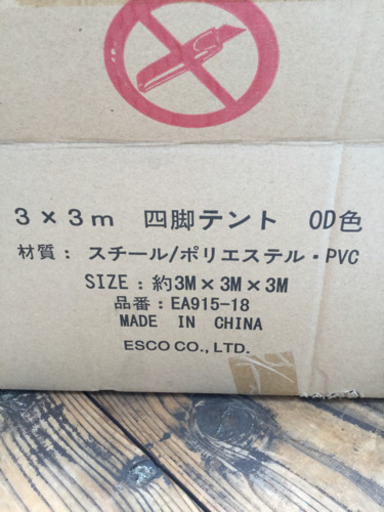 3×3m 四脚テント OD色
材質：スチール/ポリエステル・PVC
SIZE：約3M×3M×3M
品番：EA915-18
MADE IN CHINA
ESCO CO., LTD.